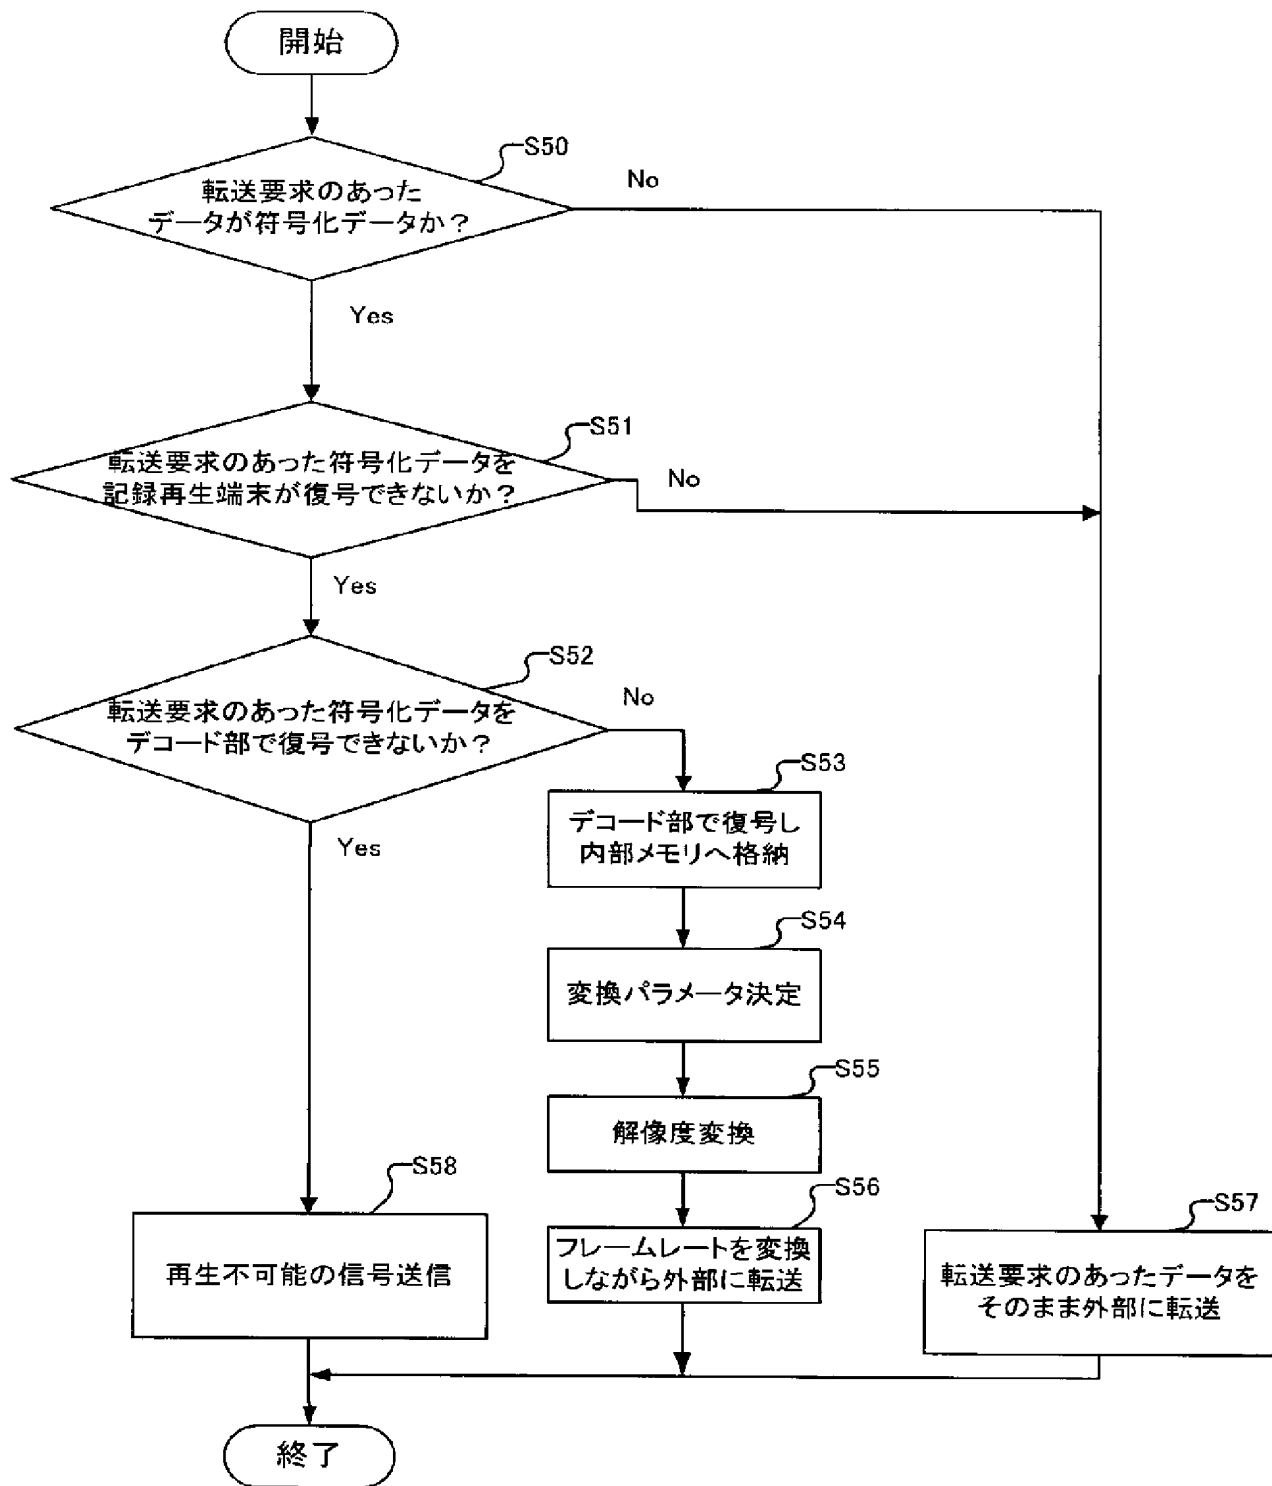 開始
S50
転送要求のあった
データが符号化データか？
No
Yes
S51
転送要求のあった符号化データを
記録再生端末が復号できないか？
No
Yes
S52
転送要求のあった符号化データを
デコード部で復号できないか？
No
Yes
S53
デコード部で復号し
内部メモリへ格納
S54
変換パラメータ決定
S55
解像度変換
S56
フレームレートを変換
しながら外部に転送
S57
転送要求のあったデータを
そのまま外部に転送
S58
再生不可能の信号送信
終了